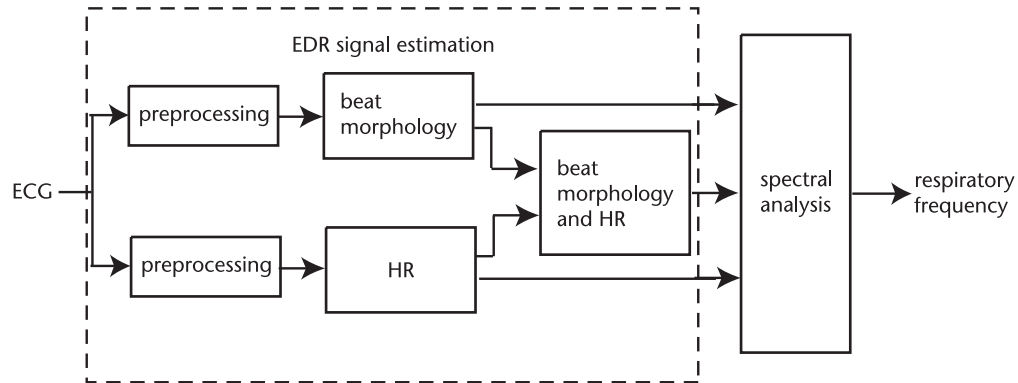 EDR signal estimation
preprocessing
beat
morphology
ECG
beat
morphology
and HR
spectral
analysis
respiratory
frequency
preprocessing
HR